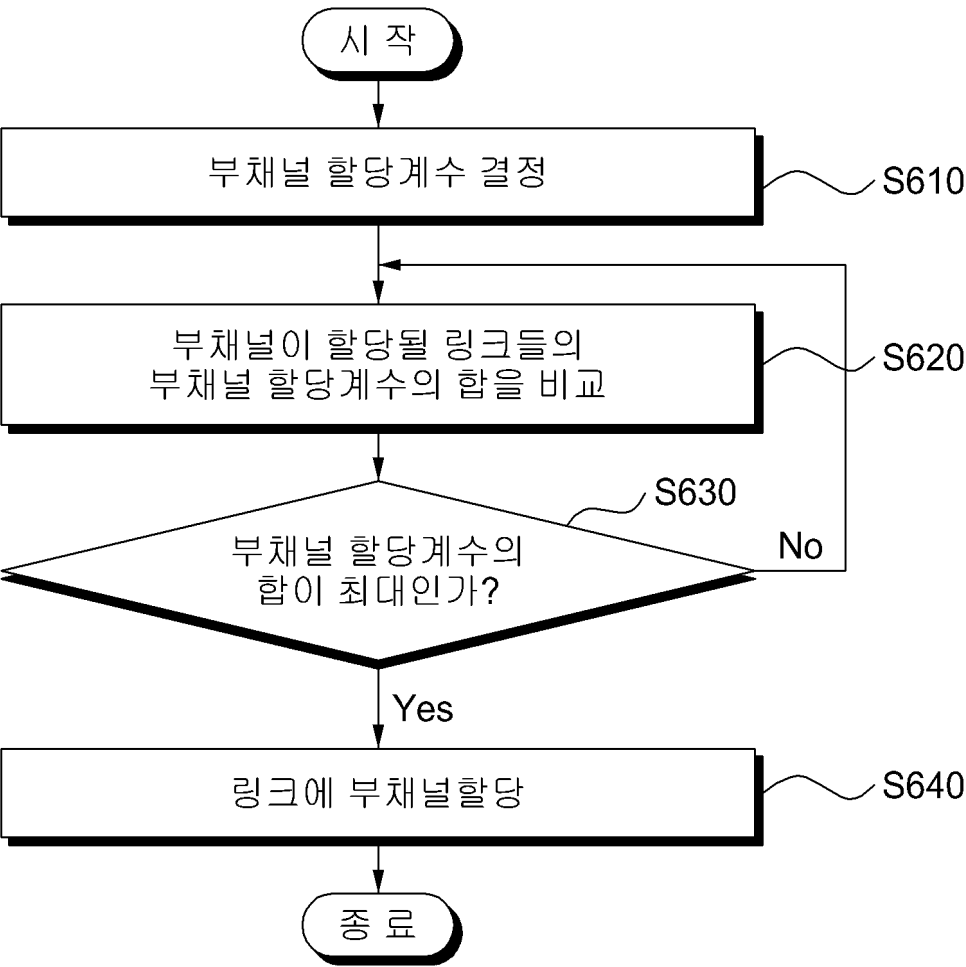 시 작
부채널 할당계수 결정
S610
부채널이 할당될 링크들의
부채널 할당계수의 합을 비교
S620
S630
부채널 할당계수의
합이 최대인가?
No
Yes
링크에 부채널할당
S640
종 료